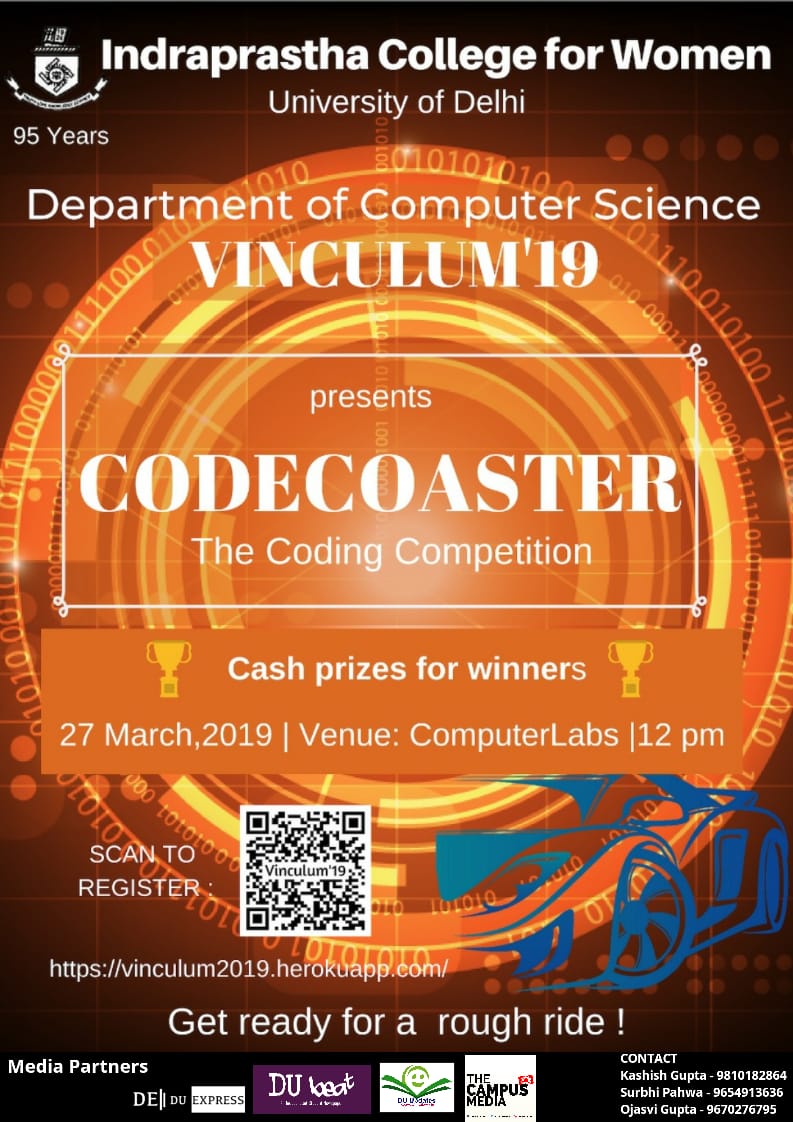 Indraprastha College for Women
University of Delhi
95 Years
Department of Computer Science
VINCULUM'19
presents
CODECOASTER
The Coding Competition
Cash prizes for winners
27 March,2019 | Venue: ComputerLabs |12 pm
SCAN TO
REGISTER :
Vinculum'19
https://vinculum2019.herokuapp.com/
Get ready for a rough ride !
Media Partners
DE|
DU EXPRESS
DU beat
DU Updates
THE
CAMPUS
MEDIA
CONTACT
Kashish Gupta - 9810182864
Surbhi Pahwa - 9654913636
Ojasvi Gupta - 9670276795